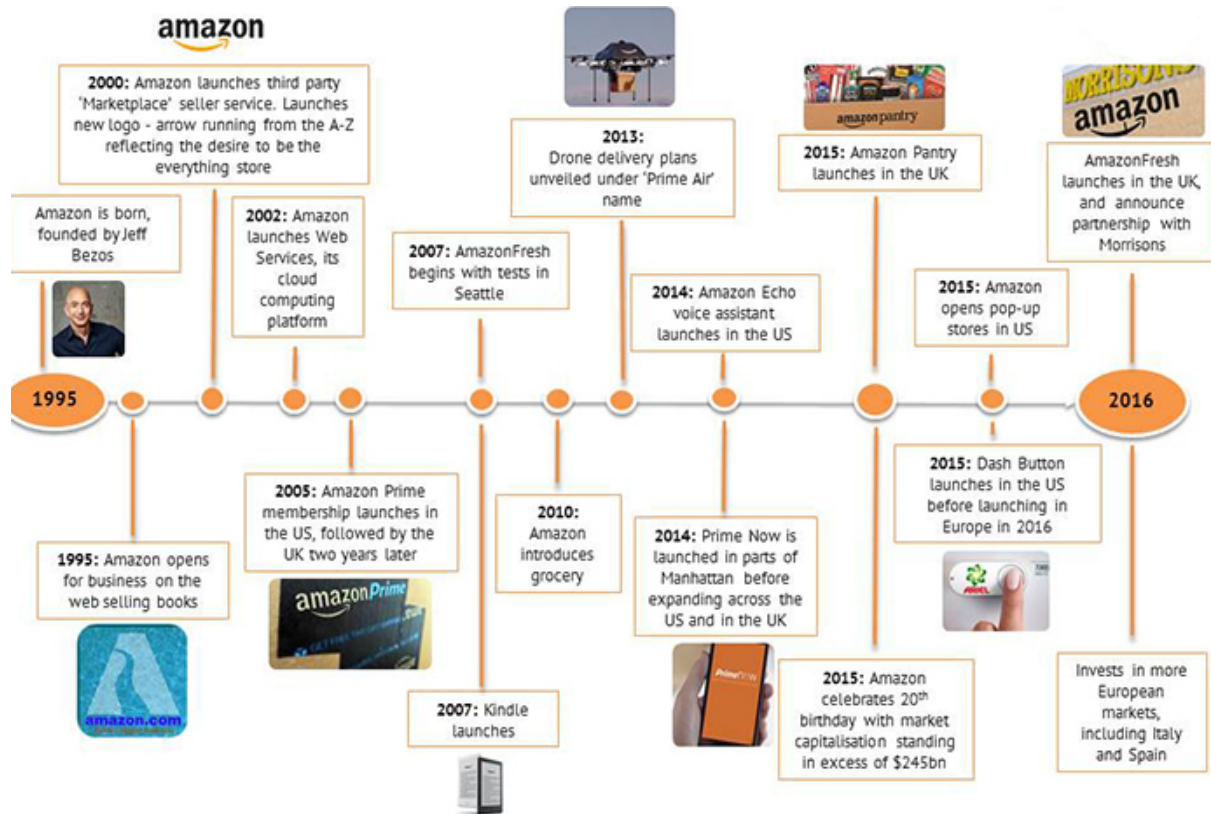 amazon
2000: Amazon launches third party
'Marketplace' seller service. Launches
new logo - arrow running from the A-Z
reflecting the desire to be the
everything store
Amazon is born,
founded by Jeff
Bezos
2002: Amazon
launches Web
Services, its
cloud
computing
platform
2007: AmazonFresh
begins with tests in
Seattle
2013:
Drone delivery plans
unveiled under 'Prime Air'
name
2014: Amazon Echo
voice assistant
launches in the US
amazonpantry
2015: Amazon Pantry
launches in the UK
2015: Amazon
opens pop-up
stores in US
MORRISONS
amazon
AmazonFresh
launches in the UK,
and announce
partnership with
Morrisons
1995
2016
1995: Amazon opens
for business on the
web selling books
amazon.com
2005: Amazon Prime
membership launches
in the US, followed by the
UK two years later
amazonPrime
2007: Kindle
launches
2010:
Amazon
introduces
grocery
2014: Prime Now is
launched in parts of
Manhattan before
expanding across the
US and in the UK
PrimeNow
2015: Amazon
celebrates 20th
birthday with market
capitalisation standing
in excess of $245bn
2015: Dash Button
launches in the US
before launching in
Europe in 2016
ARIEL
Invests in more
European
markets,
including Italy
and Spain